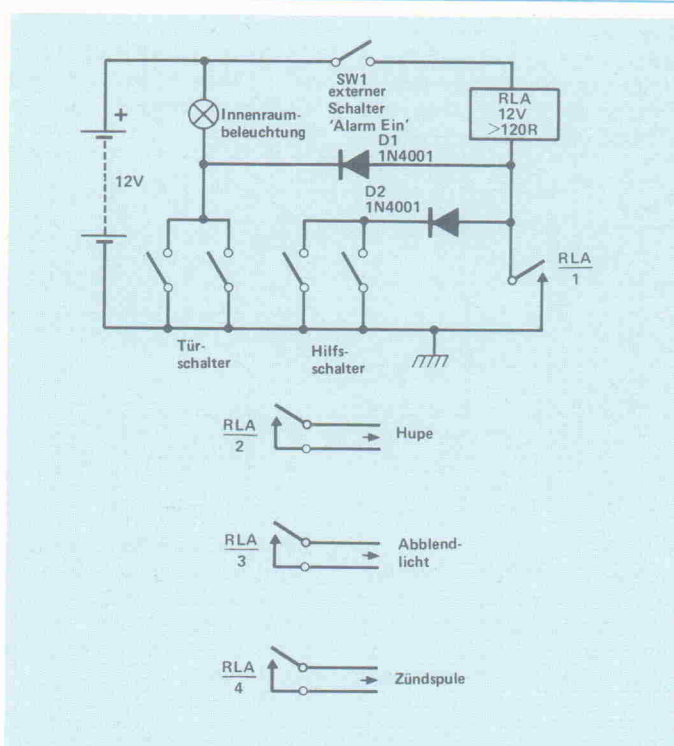 SW1
externer
Schalter
'Alarm Ein'
RLA
12V
>120R
+
Innenraum-
beleuchtung
D1
1N4001
12V
D2
1N4001
RLA
1
Tür-
schalter
Hilfs-
schalter
RLA
2
Hupe
RLA
3
Abblend-
licht
RLA
4
Zündspule